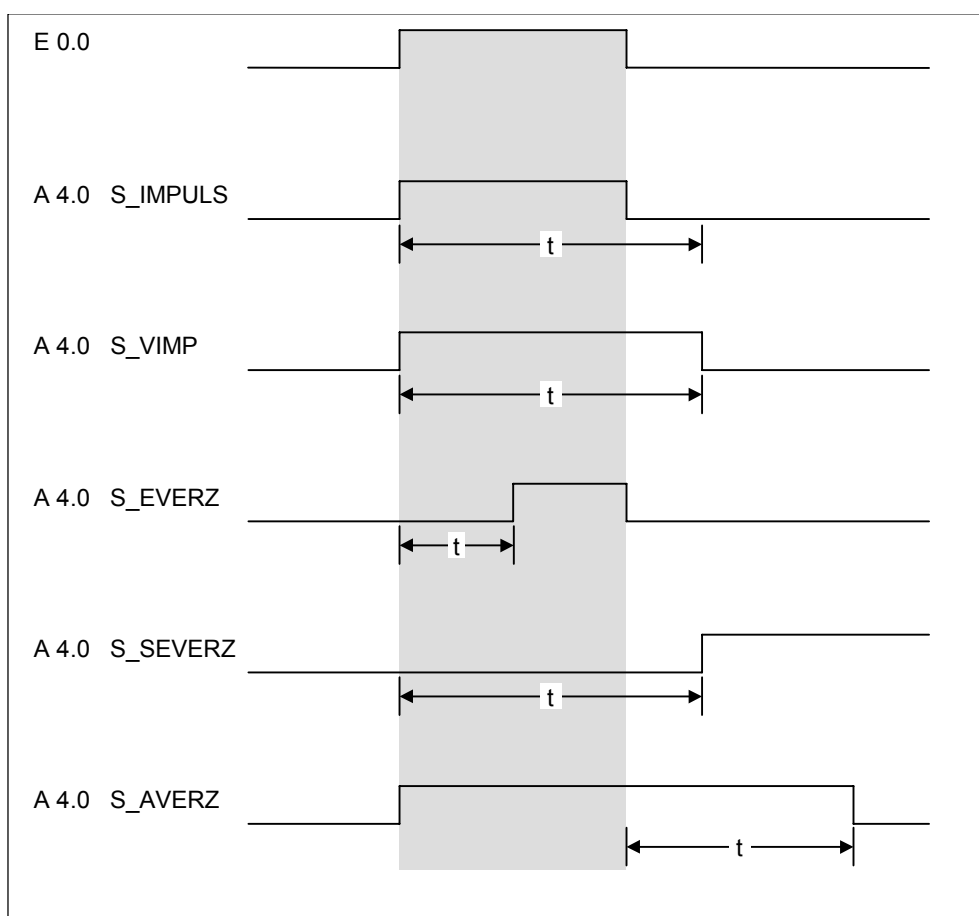 E 0.0
A 4.0 S_IMPULS
t
A 4.0 S_VIMP
t
A 4.0 S_EVERZ
t
A 4.0 S_SEVERZ
t
A 4.0 S_AVERZ
t